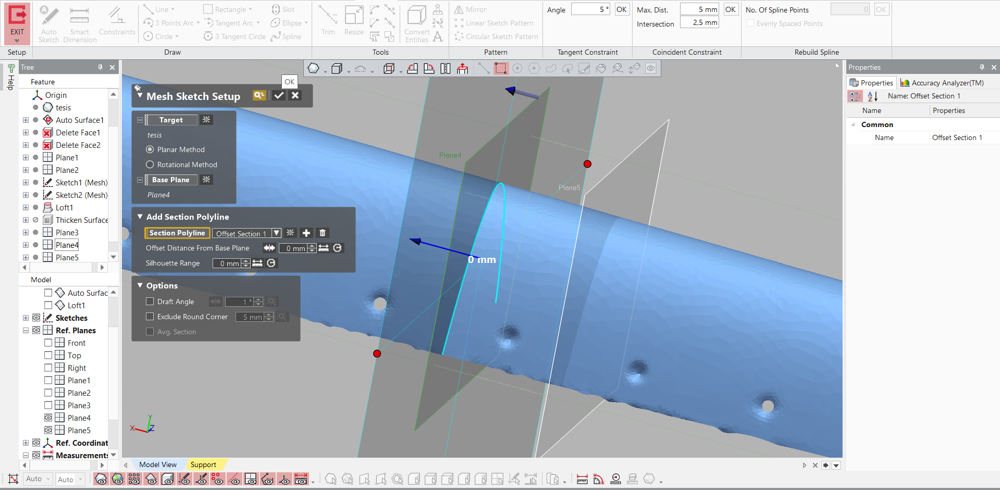 EXIT
Auto Sketch
Smart Dimension
Constraints
Line
3 Points Arc
Circle
Rectangle
Tangent Arc
3 Tangent Circle
Slot
Ellipse
Spline
Trim
Resize
Convert Entities
Mirror
Linear Sketch Pattern
Circular Sketch Pattern
Angle 5 ° OK
Max. Dist. 5 mm OK
Intersection 2,5 mm
No. Of Spline Points 0 OK
Evenly Spaced Points
Setup Draw Tools Pattern Tangent Constraint Coincident Constraint Rebuild Spline
Help
Tree
Feature
Origin
tesis
Auto Surface1
Delete Face1
Delete Face2
Plane1
Plane2
Sketch1 (Mesh)
Sketch2 (Mesh)
Loft1
Thicken Surface
Plane3
Plane4
Plane5
Model
Auto Surfac
Loft1
Sketches
Ref. Planes
Front
Top
Right
Plane1
Plane2
Plane3
Plane4
Plane5
Ref. Coordinat
Measurements
OK
Mesh Sketch Setup
Target
tesis
Planar Method
Rotational Method
Base Plane
Plane4
Add Section Polyline
Section Polyline Offset Section 1
Offset Distance From Base Plane 0 mm
Silhouette Range 0 mm
Options
Draft Angle 1 °
Exclude Round Corner 5 mm
Avg. Section
Plane4
Plane5
0 mm
X
Y
Z
Model View Support
Properties
Properties Accuracy Analyzer(TM)
Name: Offset Section 1
Name Properties
Common
Name Offset Section 1
Auto Auto